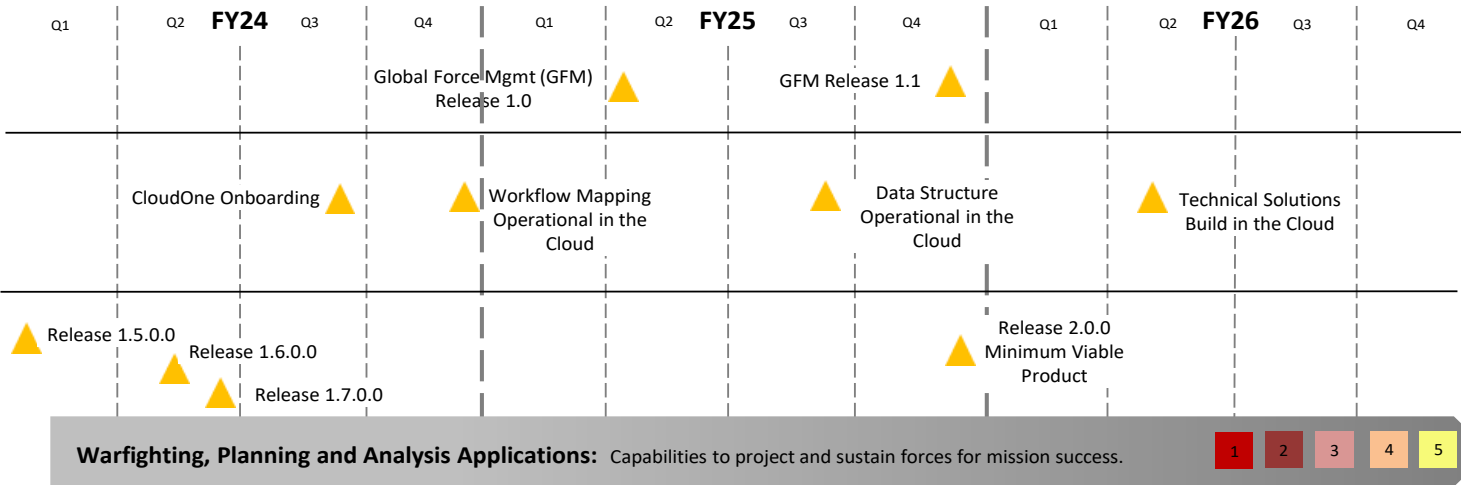 Q1 Q2 FY24 Q3 Q4 Q1 Q2 FY25 Q3 Q4 Q1 Q2 FY26 Q3 Q4
Global Force Mgmt (GFM)
Release 1.0
GFM Release 1.1
CloudOne Onboarding
Workflow Mapping
Operational in the
Cloud
Data Structure
Operational in the
Cloud
Technical Solutions
Build in the Cloud
Release 1.5.0.0
Release 1.6.0.0
Release 1.7.0.0
Release 2.0.0
Minimum Viable
Product
Warfighting, Planning and Analysis Applications: Capabilities to project and sustain forces for mission success.
1 2 3 4 5